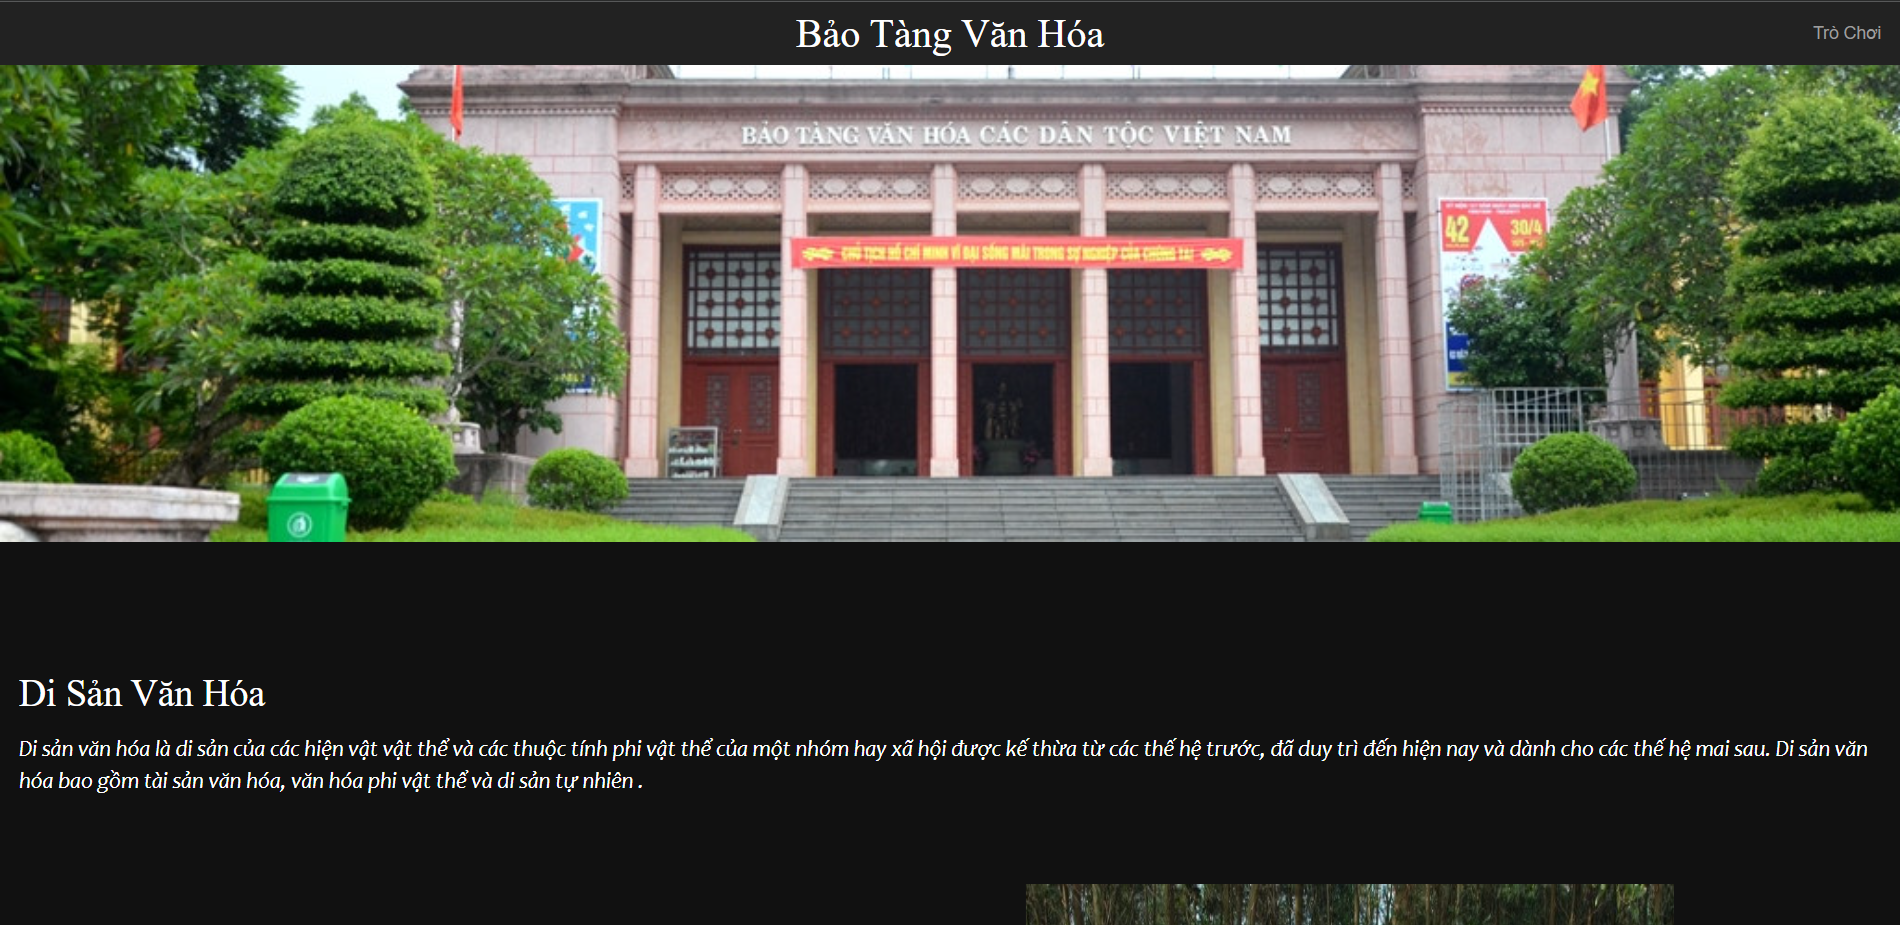 Bảo Tàng Văn Hóa
Trò Chơi
BẢO TÀNG VĂN HÓA CÁC DÂN TỘC VIỆT NAM
CHỦ TỊCH HỒ CHÍ MINH VĨ ĐẠI SỐNG MÃI TRONG SỰ NGHIỆP CỦA CHÚNG TA!
42
30/4
Di Sản Văn Hóa
Di sản văn hóa là di sản của các hiện vật vật thể và các thuộc tính phi vật thể của một nhóm hay xã hội được kế thừa từ các thế hệ trước, đã duy trì đến hiện nay và dành cho các thế hệ mai sau. Di sản văn
hóa bao gồm tài sản văn hóa, văn hóa phi vật thể và di sản tự nhiên .